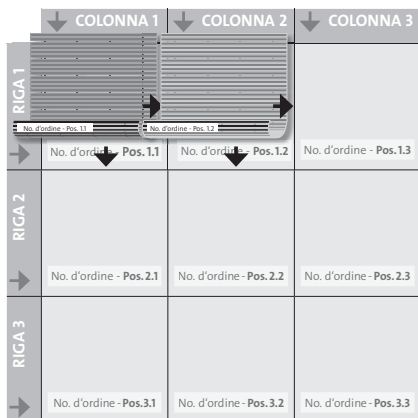 COLONNA 1 COLONNA 2 COLONNA 3
RIGA 1
No. d'ordine - Pos. 1.1 No. d'ordine - Pos. 1.2
No. d'ordine - Pos. 1.1 No. d'ordine - Pos. 1.2 No. d'ordine - Pos. 1.3
RIGA 2
No. d'ordine - Pos. 2.1 No. d'ordine - Pos. 2.2 No. d'ordine - Pos. 2.3
RIGA 3
No. d'ordine - Pos. 3.1 No. d'ordine - Pos. 3.2 No. d'ordine - Pos. 3.3